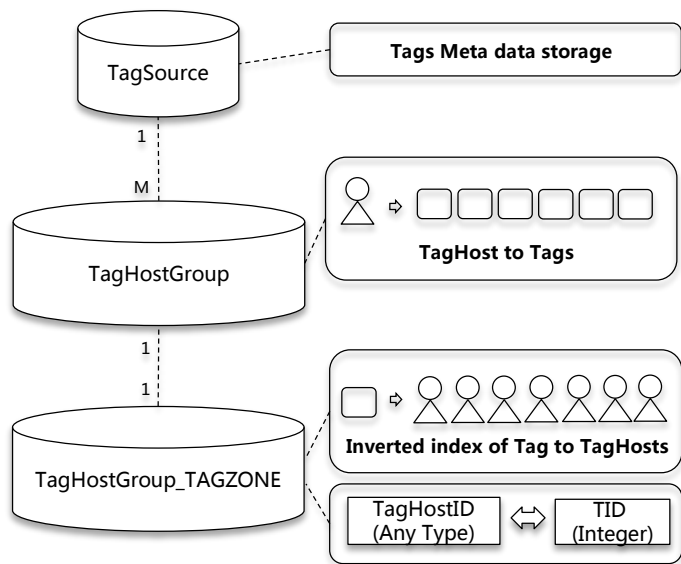 TagSource
Tags Meta data storage
1
M
TagHostGroup
TagHost to Tags
1
1
TagHostGroup_TAGZONE
Inverted index of Tag to TagHosts
TagHostID
(Any Type)
TID
(Integer)